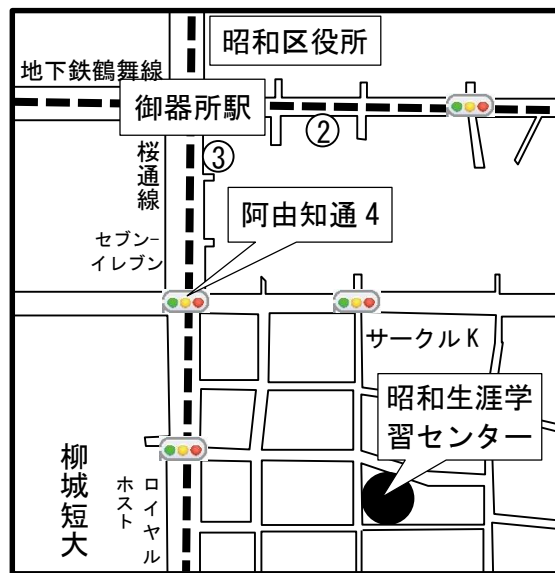 昭和区役所
地下鉄鶴舞線
御器所駅
②
③
桜通線
阿由知通4
セブン-
イレブン
サークルK
昭和生涯学
習センター
柳城短大
ロイヤル
ホスト